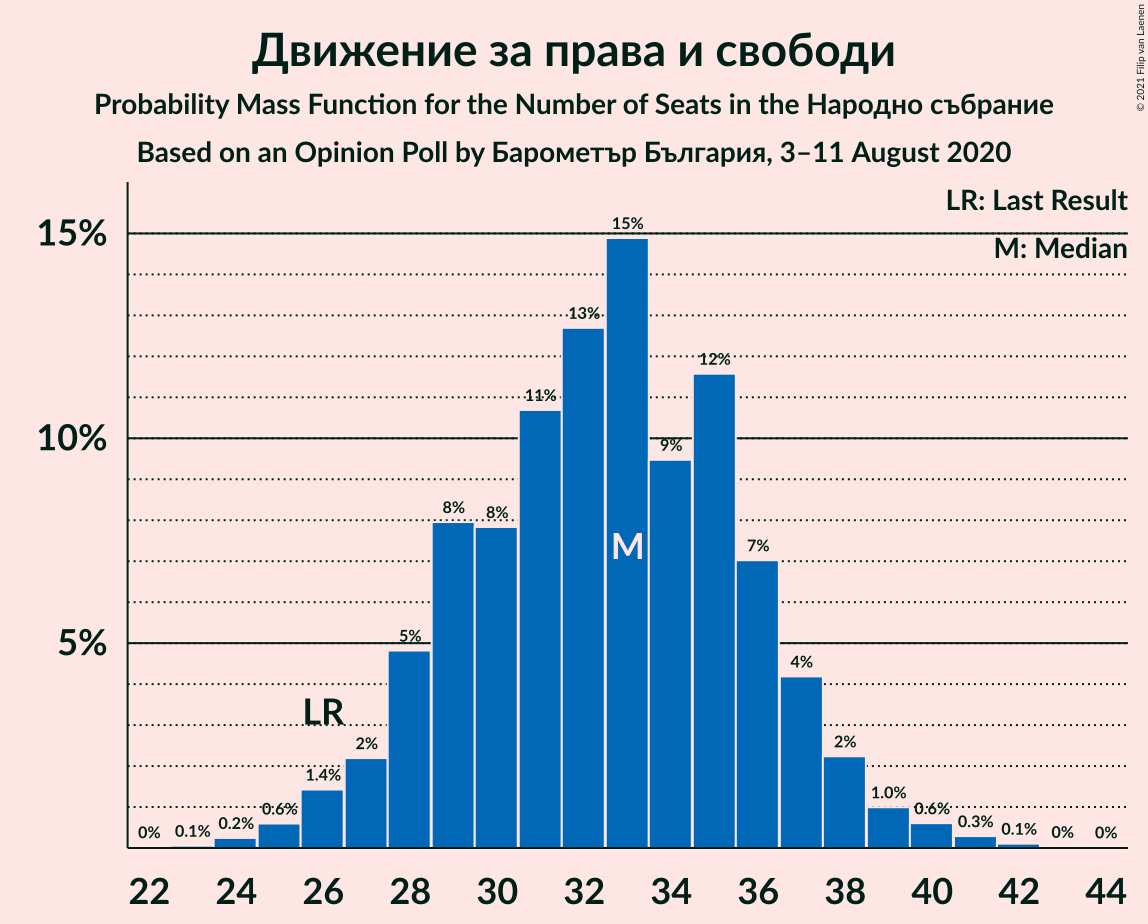 Движение за права и свободи
Probability Mass Function for the Number of Seats in the Народно събрание
Based on an Opinion Poll by Барометър България, 3–11 August 2020
© 2021 Filip van Laenen
LR: Last Result
M: Median
15%
10%
5%
0%
0.1%
0.2%
0.6%
1.4%
LR
2%
5%
8%
8%
11%
13%
15%
M
9%
12%
7%
4%
2%
1.0%
0.6%
0.3%
0.1%
0%
0%
22 24 26 28 30 32 34 36 38 40 42 44